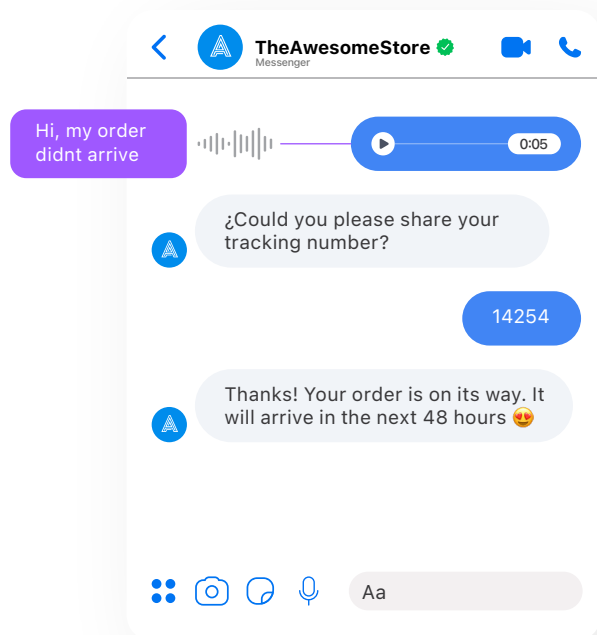 TheAwesomeStore
Messenger
Hi, my order
didnt arrive
0:05
¿Could you please share your
tracking number?
14254
Thanks! Your order is on its way. It
will arrive in the next 48 hours 😍
Aa